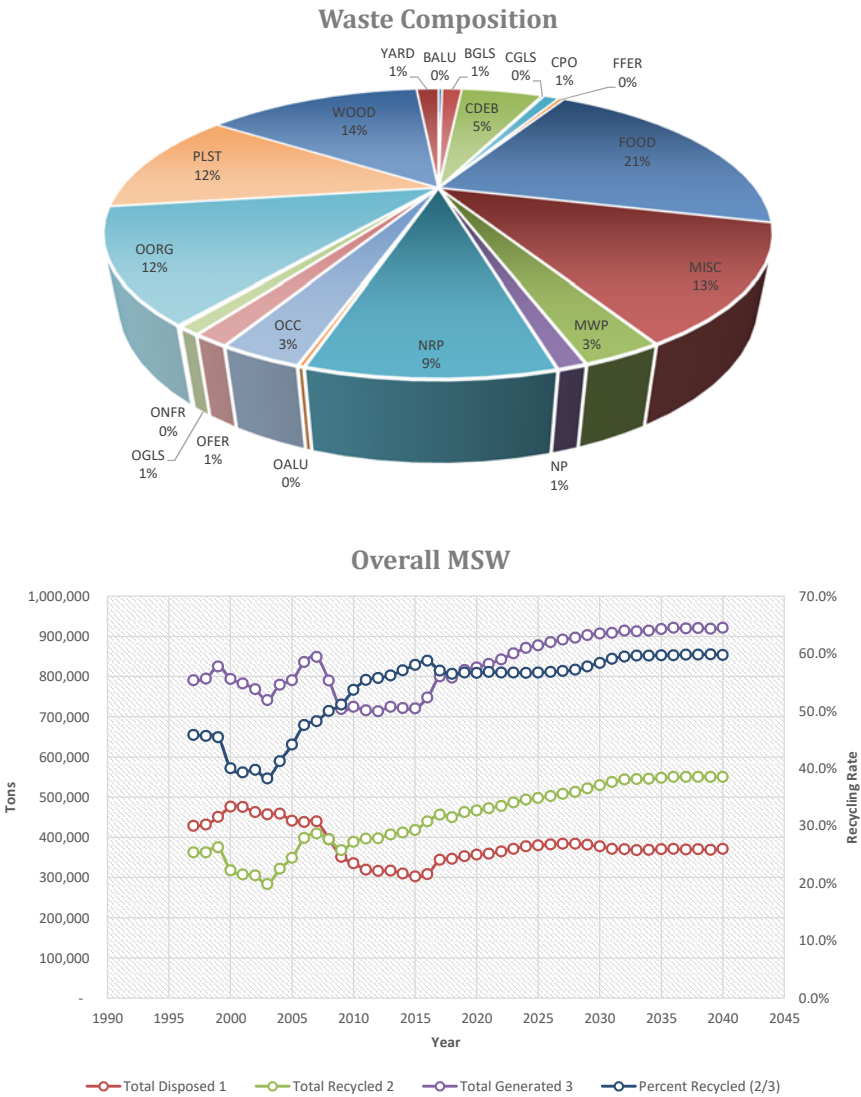 Waste Composition
YARD
1%
BALU
0%
BGLS
1%
CGLS
0%
CPO
1%
FFER
0%
CDEB
5%
WOOD
14%
FOOD
21%
PLST
12%
OORG
12%
MISC
13%
OCC
3%
NRP
9%
MWP
3%
ONFR
0%
OGLS
1%
OFER
1%
OALU
0%
NP
1%
Overall MSW
1,000,000
900,000
800,000
700,000
600,000
500,000
400,000
300,000
200,000
100,000
-
Tons
70.0%
60.0%
50.0%
40.0%
30.0%
20.0%
10.0%
0.0%
Recycling Rate
1990 1995 2000 2005 2010 2015 2020 2025 2030 2035 2040 2045
Year
Total Disposed 1 Total Recycled 2 Total Generated 3 Percent Recycled (2/3)